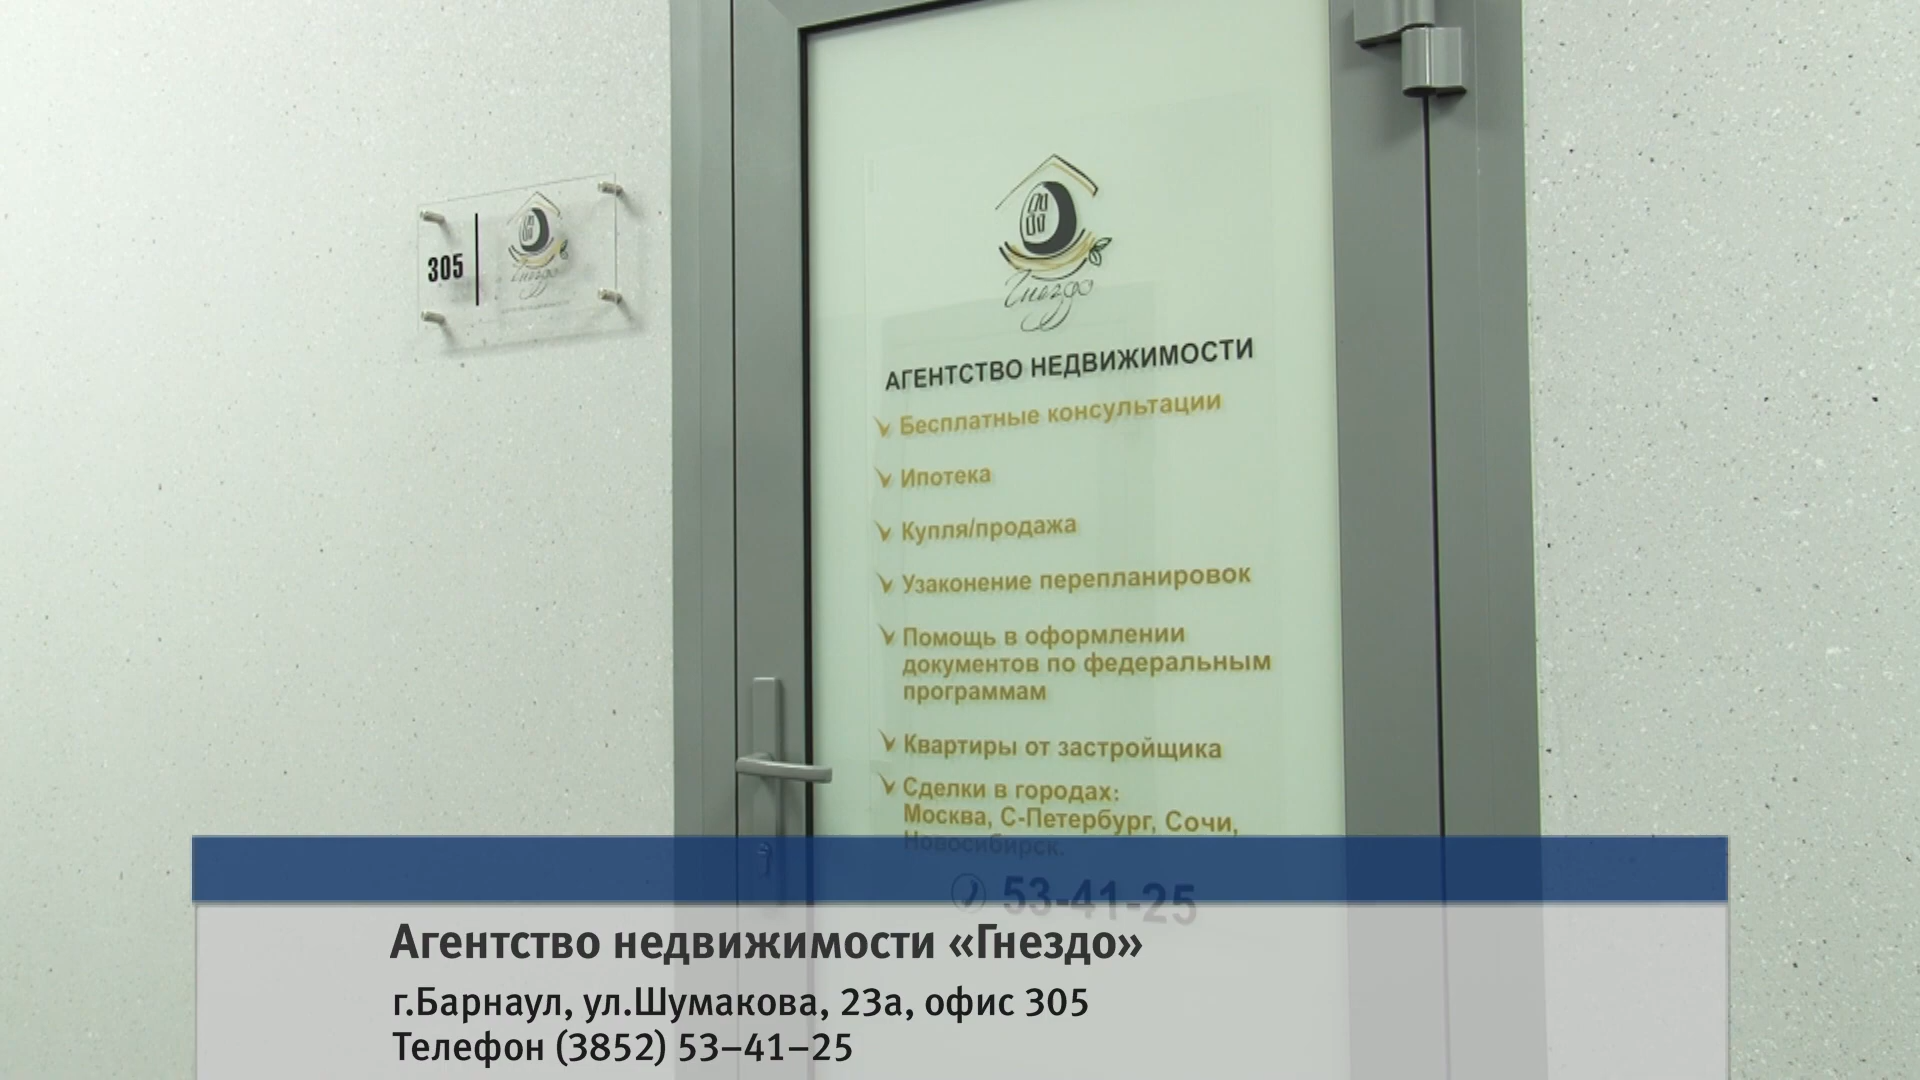 305
Гнездо
Гнездо
АГЕНТСТВО НЕДВИЖИМОСТИ
Бесплатные консультации
Ипотека
Купля/продажа
Узаконение перепланировок
Помощь в оформлении
документов по федеральным
программам
Квартиры от застройщика
Сделки в городах:
Москва, С-Петербург, Сочи,
Новосибирск.
53-41-25
Агентство недвижимости «Гнездо»
г.Барнаул, ул.Шумакова, 23а, офис 305
Телефон (3852) 53–41–25